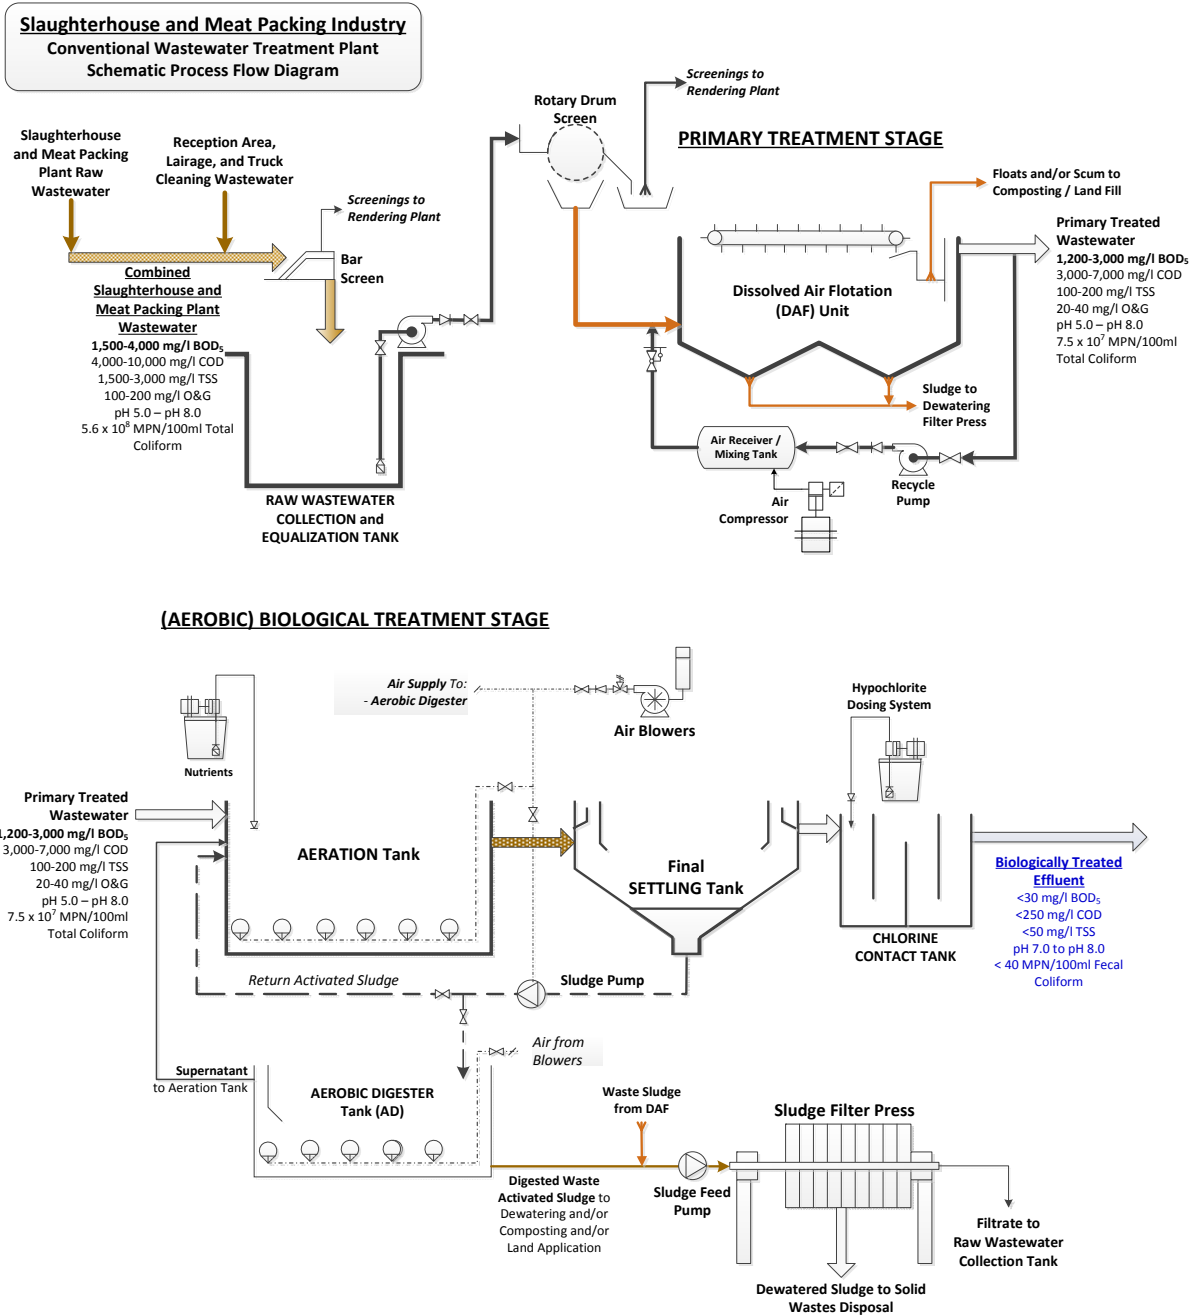 Slaughterhouse and Meat Packing Industry
Conventional Wastewater Treatment Plant
Schematic Process Flow Diagram
Screenings to
Rendering Plant
Rotary Drum
Screen
PRIMARY TREATMENT STAGE
Slaughterhouse
and Meat Packing
Plant Raw
Wastewater
Reception Area,
Lairage, and Truck
Cleaning Wastewater
Screenings to
Rendering Plant
Bar
Screen
Floats and/or Scum to
Composting / Land Fill
Combined
Slaughterhouse and
Meat Packing Plant
Wastewater
1,500-4,000 mg/l BOD₅
4,000-10,000 mg/l COD
1,500-3,000 mg/l TSS
100-200 mg/l O&G
pH 5.0 – pH 8.0
5.6 x 10⁸ MPN/100ml Total
Coliform
RAW WASTEWATER
COLLECTION and
EQUALIZATION TANK
Dissolved Air Flotation
(DAF) Unit
Primary Treated
Wastewater
1,200-3,000 mg/l BOD₅
3,000-7,000 mg/l COD
100-200 mg/l TSS
20-40 mg/l O&G
pH 5.0 – pH 8.0
7.5 x 10⁷ MPN/100ml
Total Coliform
Sludge to
Dewatering
Filter Press
Air Receiver /
Mixing Tank
Recycle
Pump
Air
Compressor
(AEROBIC) BIOLOGICAL TREATMENT STAGE
Air Supply To:
- Aerobic Digester
Air Blowers
Hypochlorite
Dosing System
Nutrients
Primary Treated
Wastewater
1,200-3,000 mg/l BOD₅
3,000-7,000 mg/l COD
100-200 mg/l TSS
20-40 mg/l O&G
pH 5.0 – pH 8.0
7.5 x 10⁷ MPN/100ml
Total Coliform
AERATION Tank
Final
SETTLING Tank
CHLORINE
CONTACT TANK
Biologically Treated
Effluent
<30 mg/l BOD₅
<250 mg/l COD
<50 mg/l TSS
pH 7.0 to pH 8.0
< 40 MPN/100ml Fecal
Coliform
Return Activated Sludge
Sludge Pump
Air from
Blowers
Supernatant
to Aeration Tank
AEROBIC DIGESTER
Tank (AD)
Waste Sludge
from DAF
Sludge Filter Press
Digested Waste
Activated Sludge to
Dewatering and/or
Composting and/or
Land Application
Sludge Feed
Pump
Filtrate to
Raw Wastewater
Collection Tank
Dewatered Sludge to Solid
Wastes Disposal